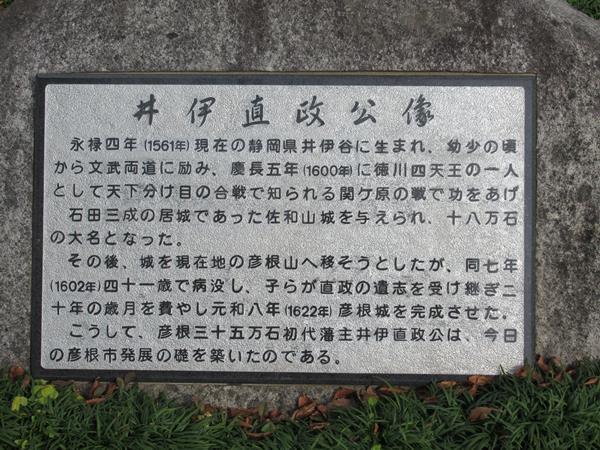 井伊直政公像
永禄四年(1561年)現在の静岡県井伊谷に生まれ、幼少の頃
から文武両道に励み、慶長五年(1600年)に徳川四天王の一人
として天下分け目の合戦で知られる関ケ原の戦で功をあげ
石田三成の居城であった佐和山城を与えられ、十八万石
の大名となった。
その後、城を現在地の彦根山へ移そうとしたが、同七年
(1602年)四十一歳で病没し、子らが直政の遺志を受け継ぎ二
十年の歳月を費やし元和八年(1622年)彦根城を完成させた。
こうして、彦根三十五万石初代藩主井伊直政公は、今日
の彦根市発展の礎を築いたのである。